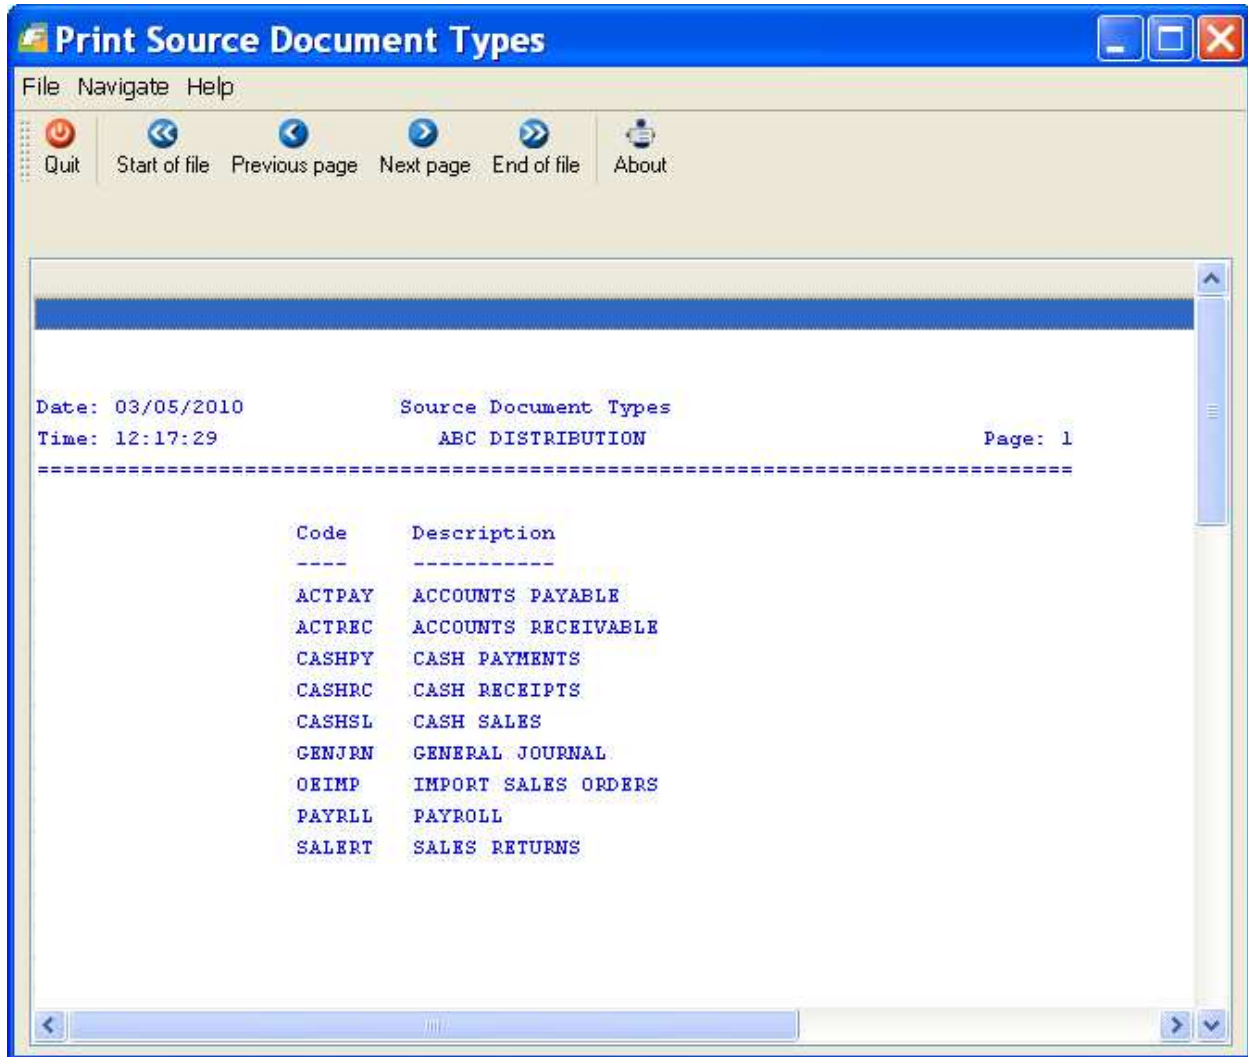 Print Source Document Types
File Navigate Help
Quit Start of file Previous page Next page End of file About
Date: 03/05/2010 Source Document Types
Time: 12:17:29 ABC DISTRIBUTION Page: 1
================================================================================
Code Description
---- -----------
ACTPAY ACCOUNTS PAYABLE
ACTREC ACCOUNTS RECEIVABLE
CASHPY CASH PAYMENTS
CASHRC CASH RECEIPTS
CASHSL CASH SALES
GENJRN GENERAL JOURNAL
OEIMP IMPORT SALES ORDERS
PAYRLL PAYROLL
SALERT SALES RETURNS